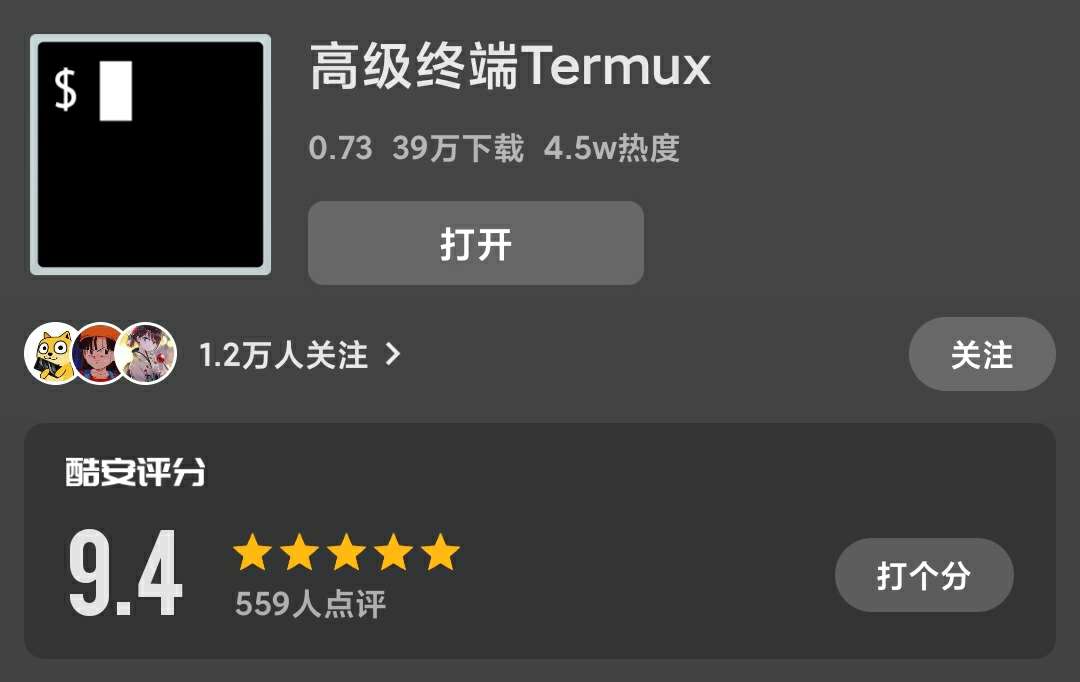 $
高级终端Termux
0.73 39万下载 4.5w热度
打开
1.2万人关注
关注
酷安评分
9.4
559人点评
打个分